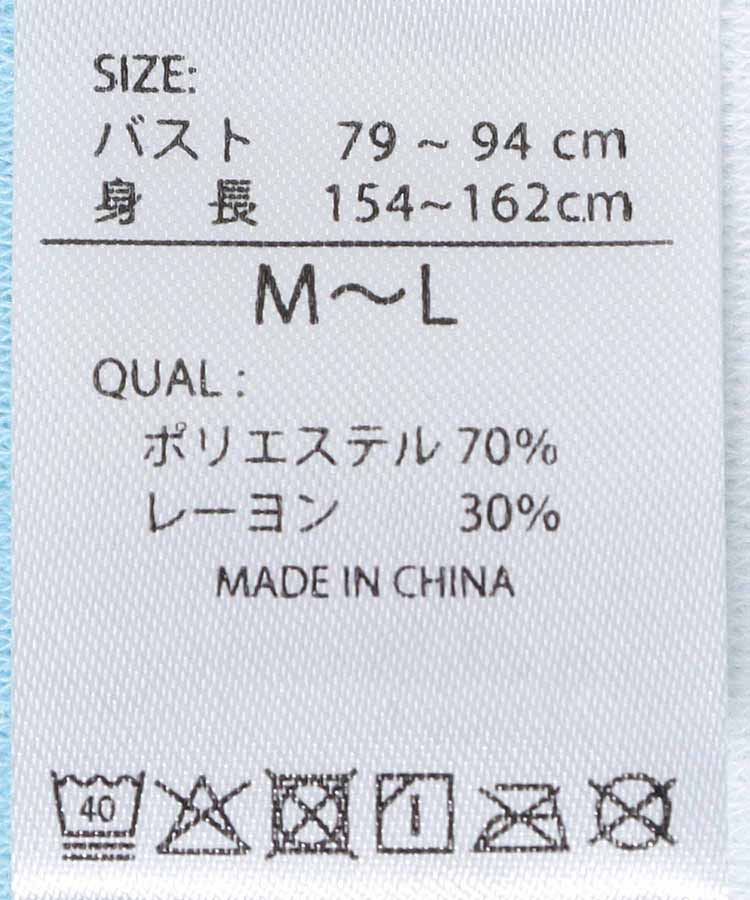 SIZE:
バスト 79 ~ 94 cm
身 長 154~162cm
M～L
QUAL :
ポリエステル 70%
レーヨン 30%
MADE IN CHINA
40